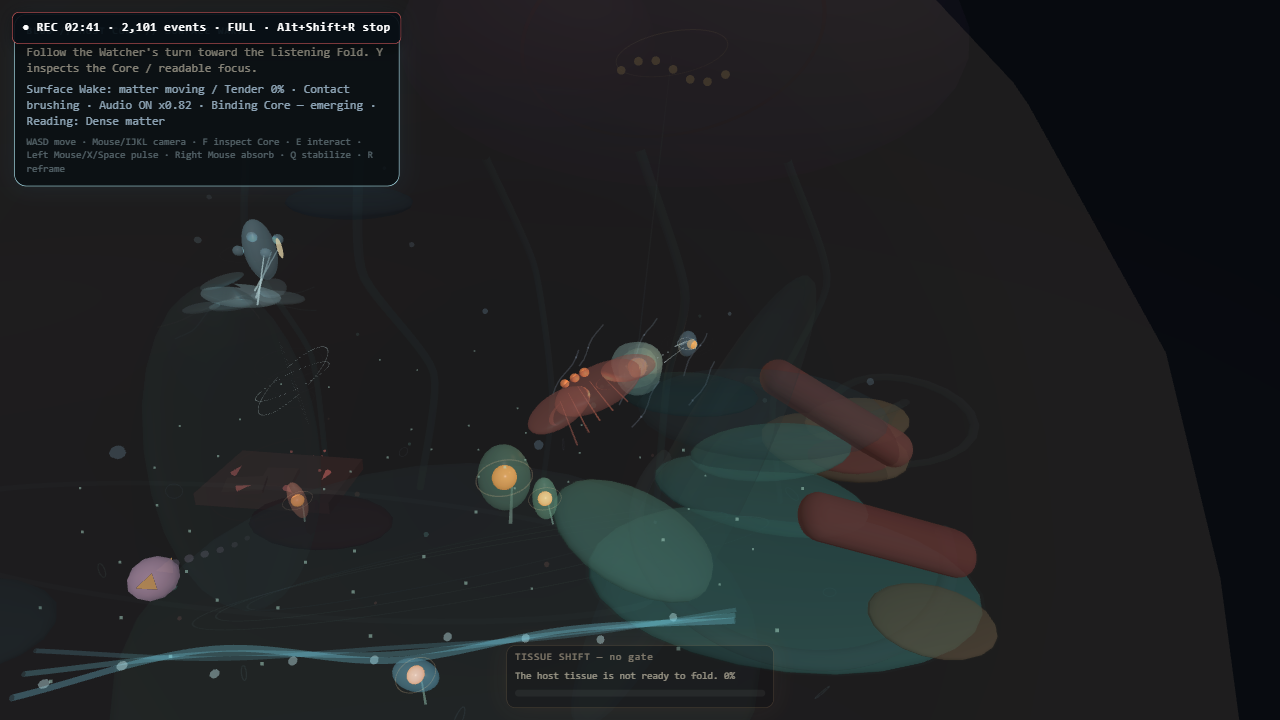 ● REC 02:41 · 2,101 events · FULL · Alt+Shift+R stop
Follow the Watcher's turn toward the Listening Fold. Y
inspects the Core / readable focus.
Surface Wake: matter moving / Tender 0% · Contact
brushing · Audio ON x0.82 · Binding Core — emerging ·
Reading: Dense matter
WASD move · Mouse/IJKL camera · F inspect Core · E interact ·
Left Mouse/X/Space pulse · Right Mouse absorb · Q stabilize · R
reframe
TISSUE SHIFT — no gate
The host tissue is not ready to fold. 0%